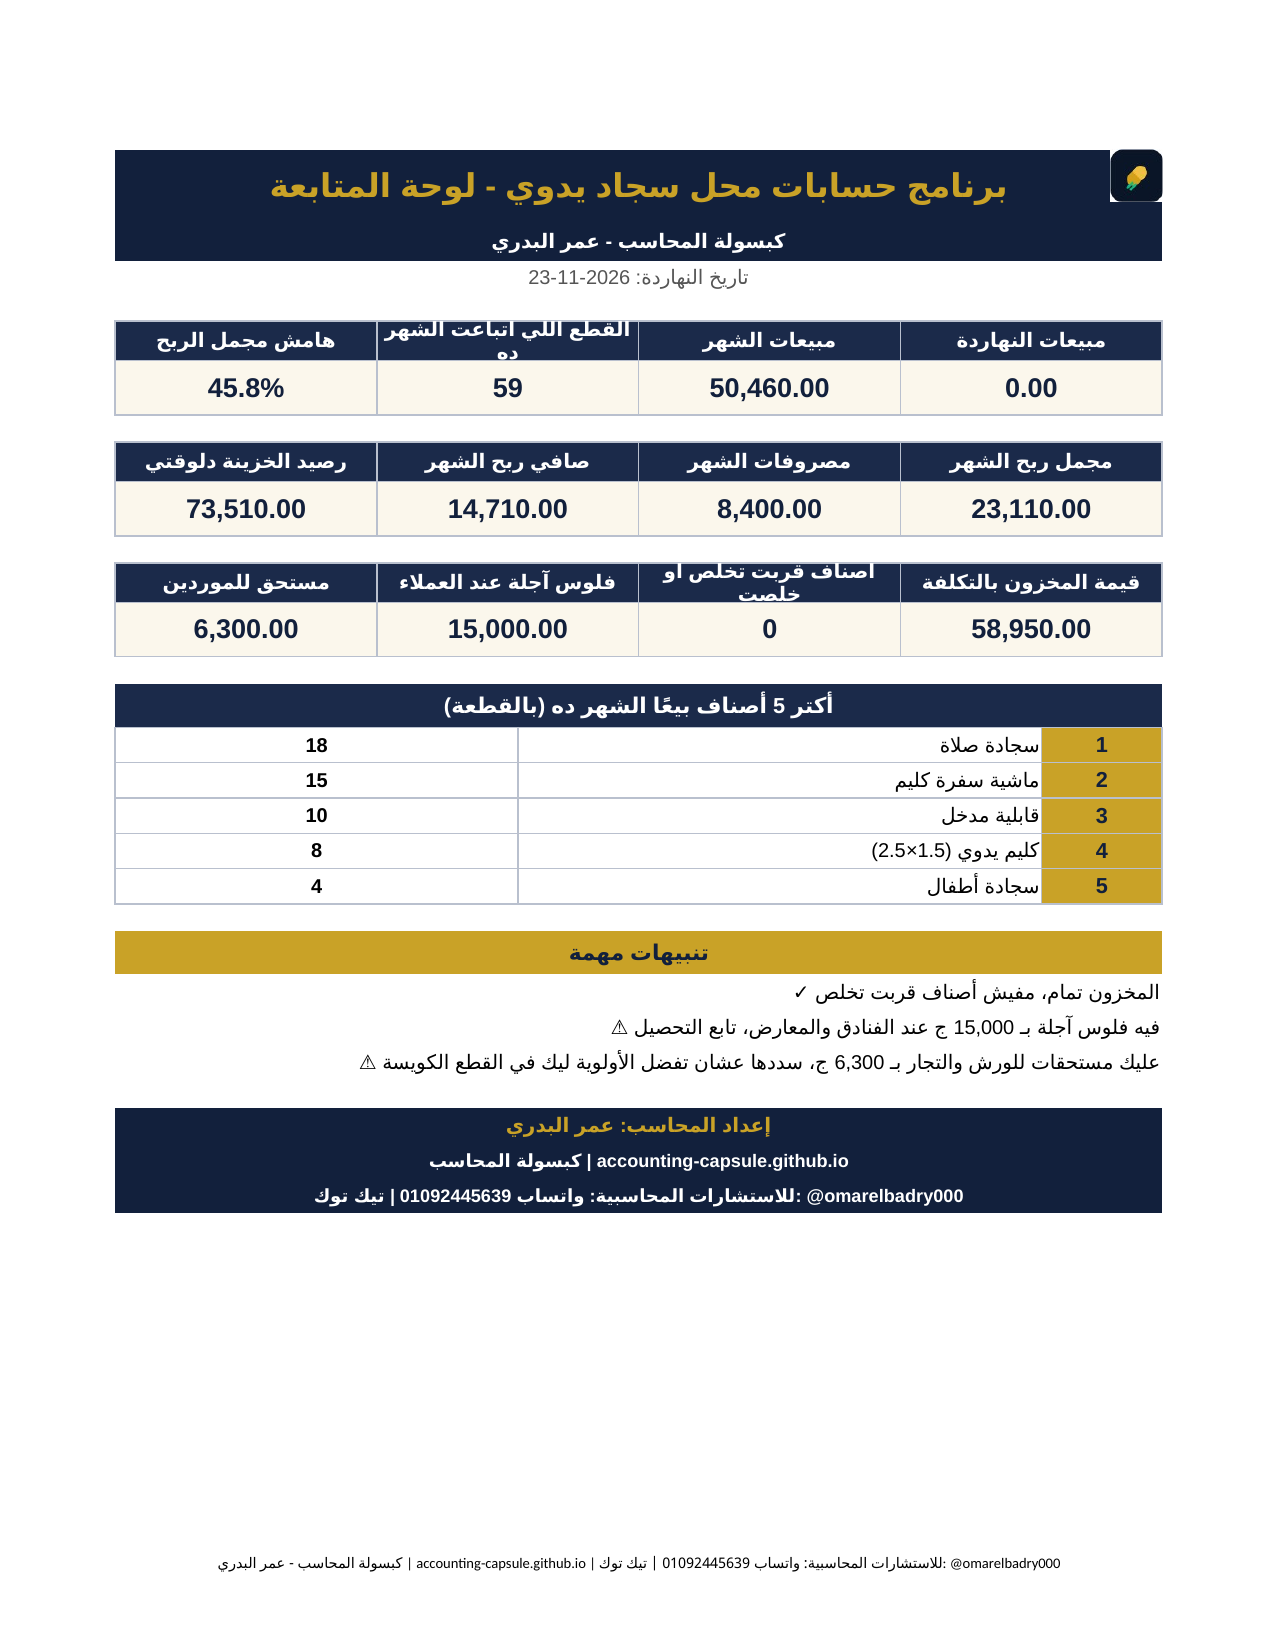 برنامج حسابات محل سجاد يدوي - لوحة المتابعة
كبسولة المحاسب - عمر البدري
تاريخ النهاردة: 2026-11-23
مبيعات النهاردة
مبيعات الشهر
القطع اللي اتباعت الشهر
ده
هامش مجمل الربح
0.00
50,460.00
59
45.8%
مجمل ربح الشهر
مصروفات الشهر
صافي ربح الشهر
رصيد الخزينة دلوقتي
23,110.00
8,400.00
14,710.00
73,510.00
قيمة المخزون بالتكلفة
أصناف قربت تخلص أو
خلصت
فلوس آجلة عند العملاء
مستحق للموردين
58,950.00
0
15,000.00
6,300.00
أكتر 5 أصناف بيعًا الشهر ده (بالقطعة)
1 سجادة صلاة 18
2 ماشية سفرة كليم 15
3 قابلية مدخل 10
4 كليم يدوي (1.5×2.5) 8
5 سجادة أطفال 4
تنبيهات مهمة
المخزون تمام، مفيش أصناف قربت تخلص ✓
فيه فلوس آجلة بـ 15,000 ج عند الفنادق والمعارض، تابع التحصيل ⚠
عليك مستحقات للورش والتجار بـ 6,300 ج، سددها عشان تفضل الأولوية ليك في القطع الكويسة ⚠
إعداد المحاسب: عمر البدري
كبسولة المحاسب | accounting-capsule.github.io
للاستشارات المحاسبية: واتساب 01092445639 | تيك توك: @omarelbadry000
كبسولة المحاسب - عمر البدري | accounting-capsule.github.io | للاستشارات المحاسبية: واتساب 01092445639 | تيك توك: @omarelbadry000